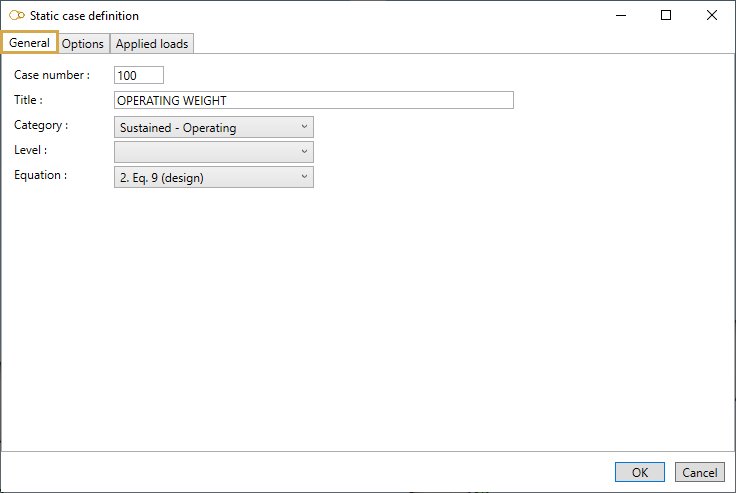 Static case definition
General Options Applied loads
Case number : 100
Title : OPERATING WEIGHT
Category : Sustained - Operating
Level :
Equation : 2. Eq. 9 (design)
OK Cancel